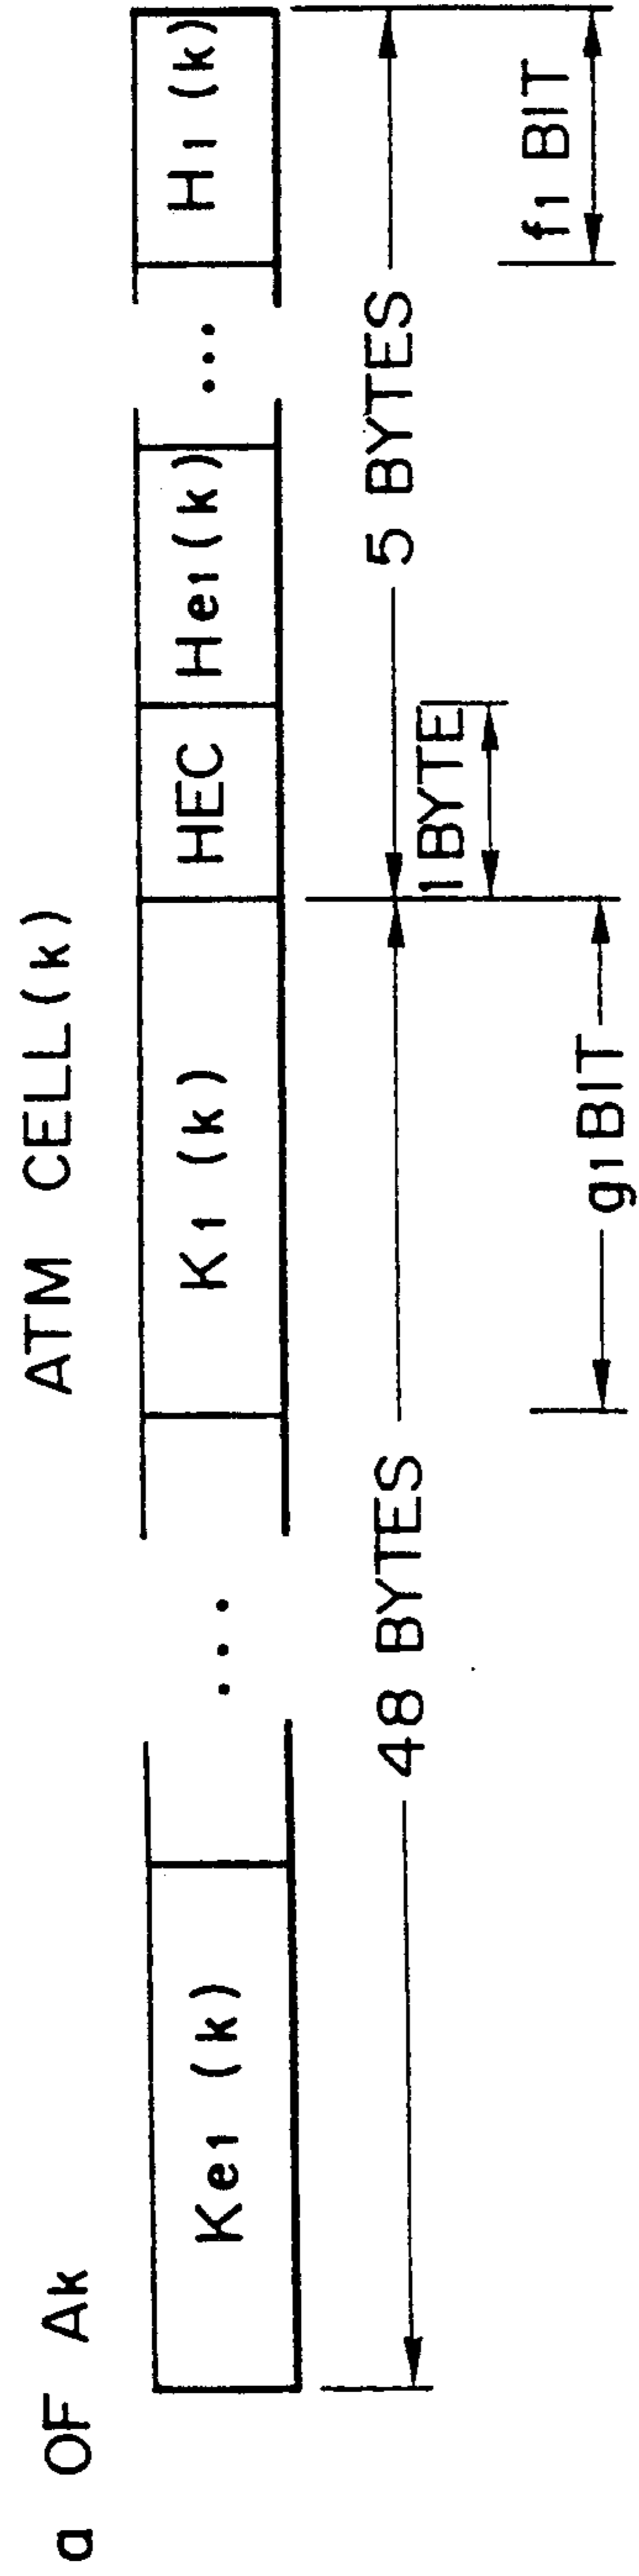 ATM CELL(k)
a OF Ak
Ke1 (k)
...
K1 (k)
HEC
He1(k)
...
H1 (k)
48 BYTES
5 BYTES
1 BYTE
g1 BIT
f1 BIT